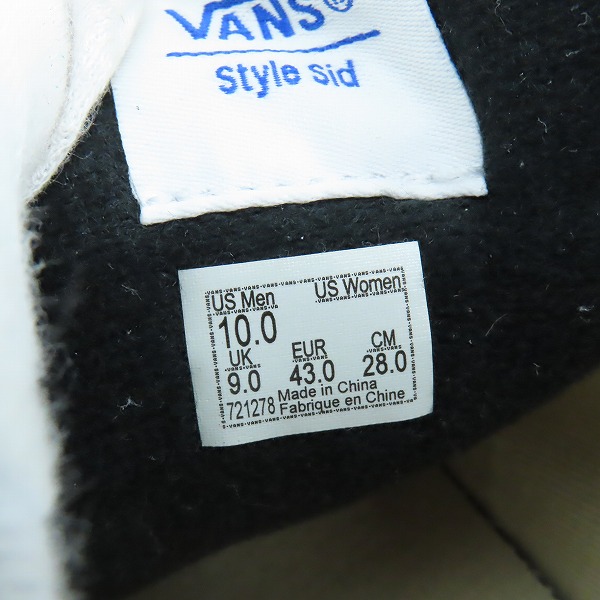 VANS®
Style sid
US Men US Women
10.0
UK EUR CM
9.0 43.0 28.0
721278 Made in China
Fabrique en Chine